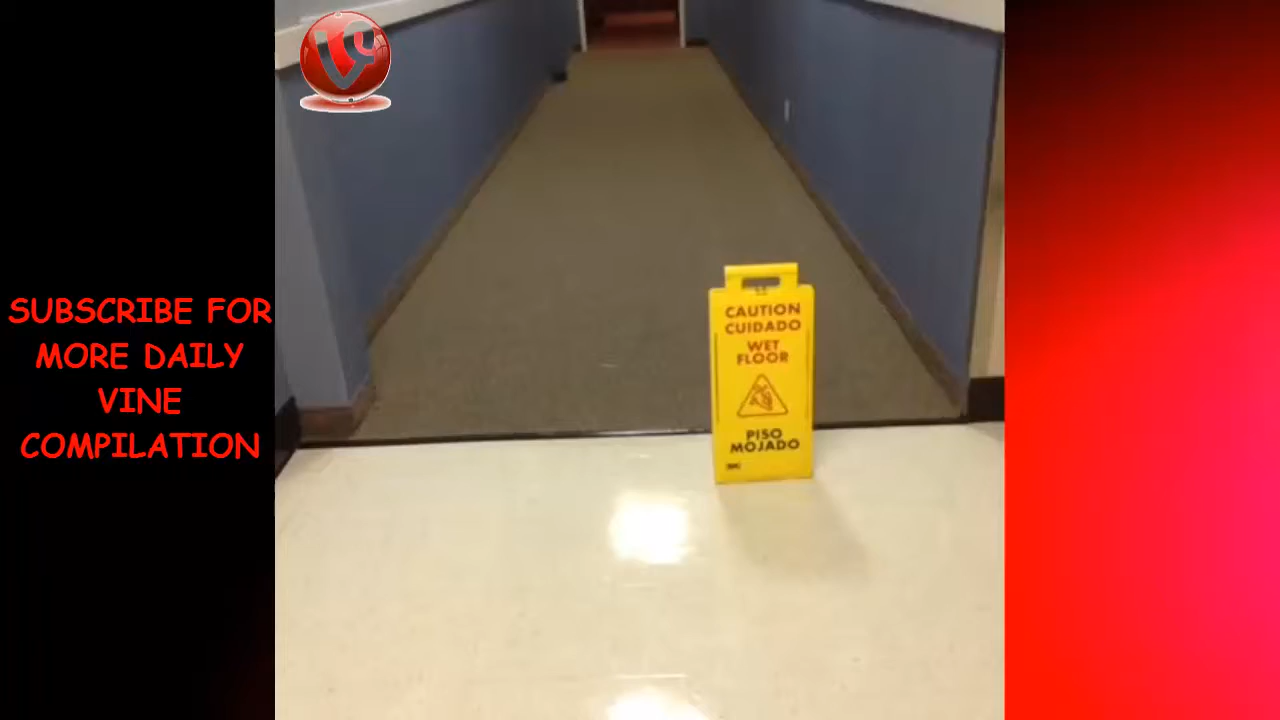 SUBSCRIBE FOR
MORE DAILY
VINE
COMPILATION
CAUTION
CUIDADO
WET
FLOOR
PISO
MOJADO